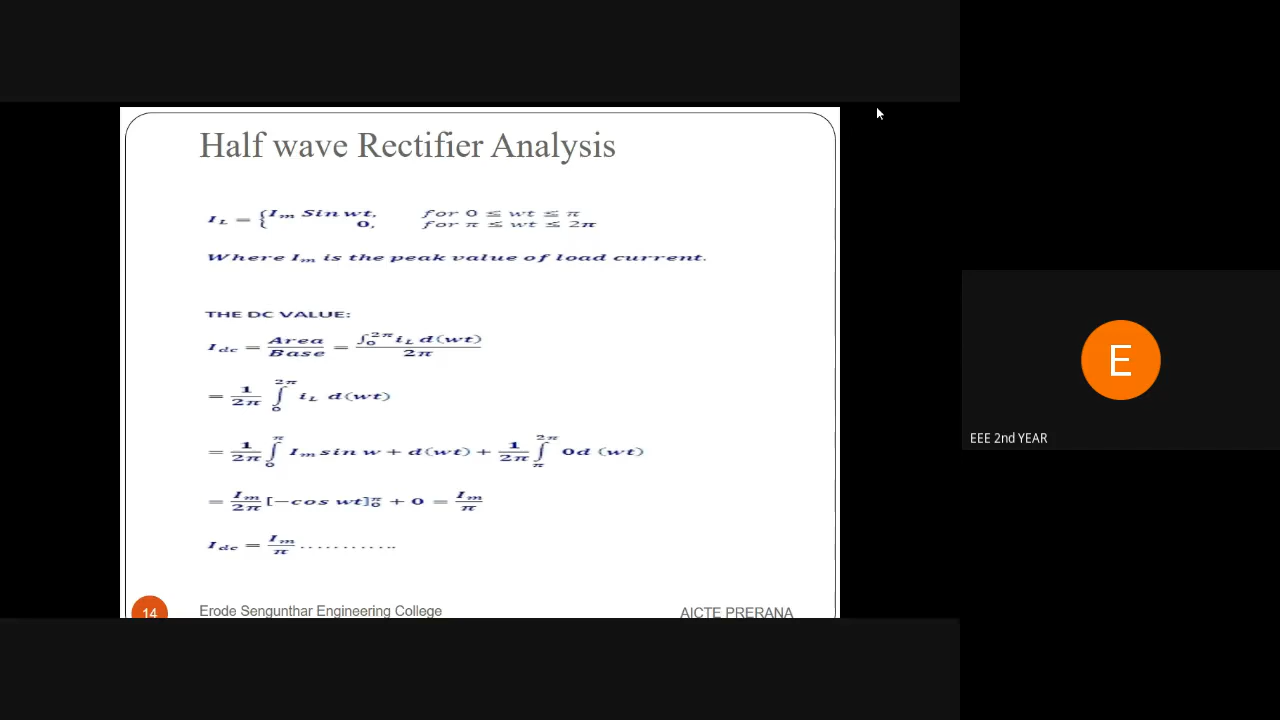 Half wave Rectifier Analysis
I_L = { I_m Sin wt,   for 0 ≤ wt ≤ π
0,   for π ≤ wt ≤ 2π
Where I_m is the peak value of load current.
THE DC VALUE:
I_dc = Area/Base = ∫_0^2π i_L d(wt) / 2π
= 1/2π ∫_0^2π i_L d(wt)
= 1/2π ∫_0^π I_m sin w + d(wt) + 1/2π ∫_π^2π 0d (wt)
= I_m/2π [−cos wt]_0^π + 0 = I_m/π
I_dc = I_m/π ............
14
Erode Sengunthar Engineering College
AICTE PRERANA
E
EEE 2nd YEAR